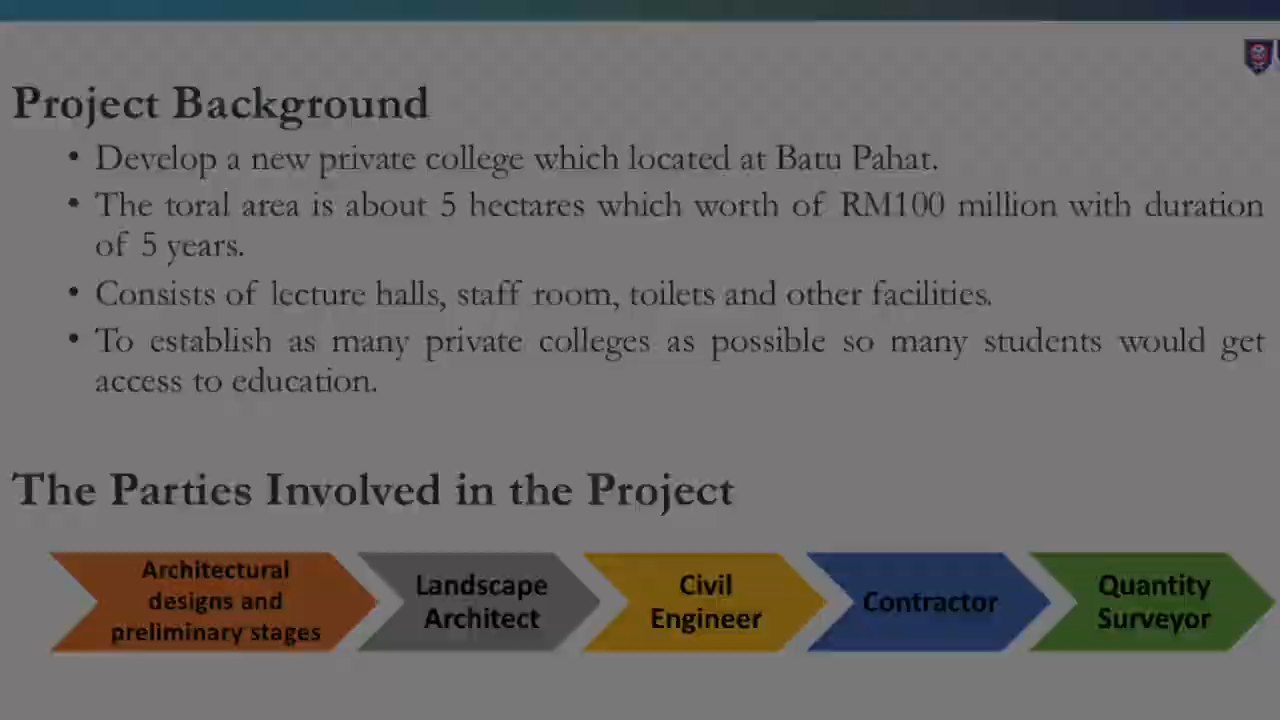 Project Background
• Develop a new private college which located at Batu Pahat.
• The toral area is about 5 hectares which worth of RM100 million with duration
of 5 years.
• Consists of lecture halls, staff room, toilets and other facilities.
• To establish as many private colleges as possible so many students would get
access to education.
The Parties Involved in the Project
Architectural
designs and
preliminary stages
Landscape
Architect
Civil
Engineer
Contractor
Quantity
Surveyor